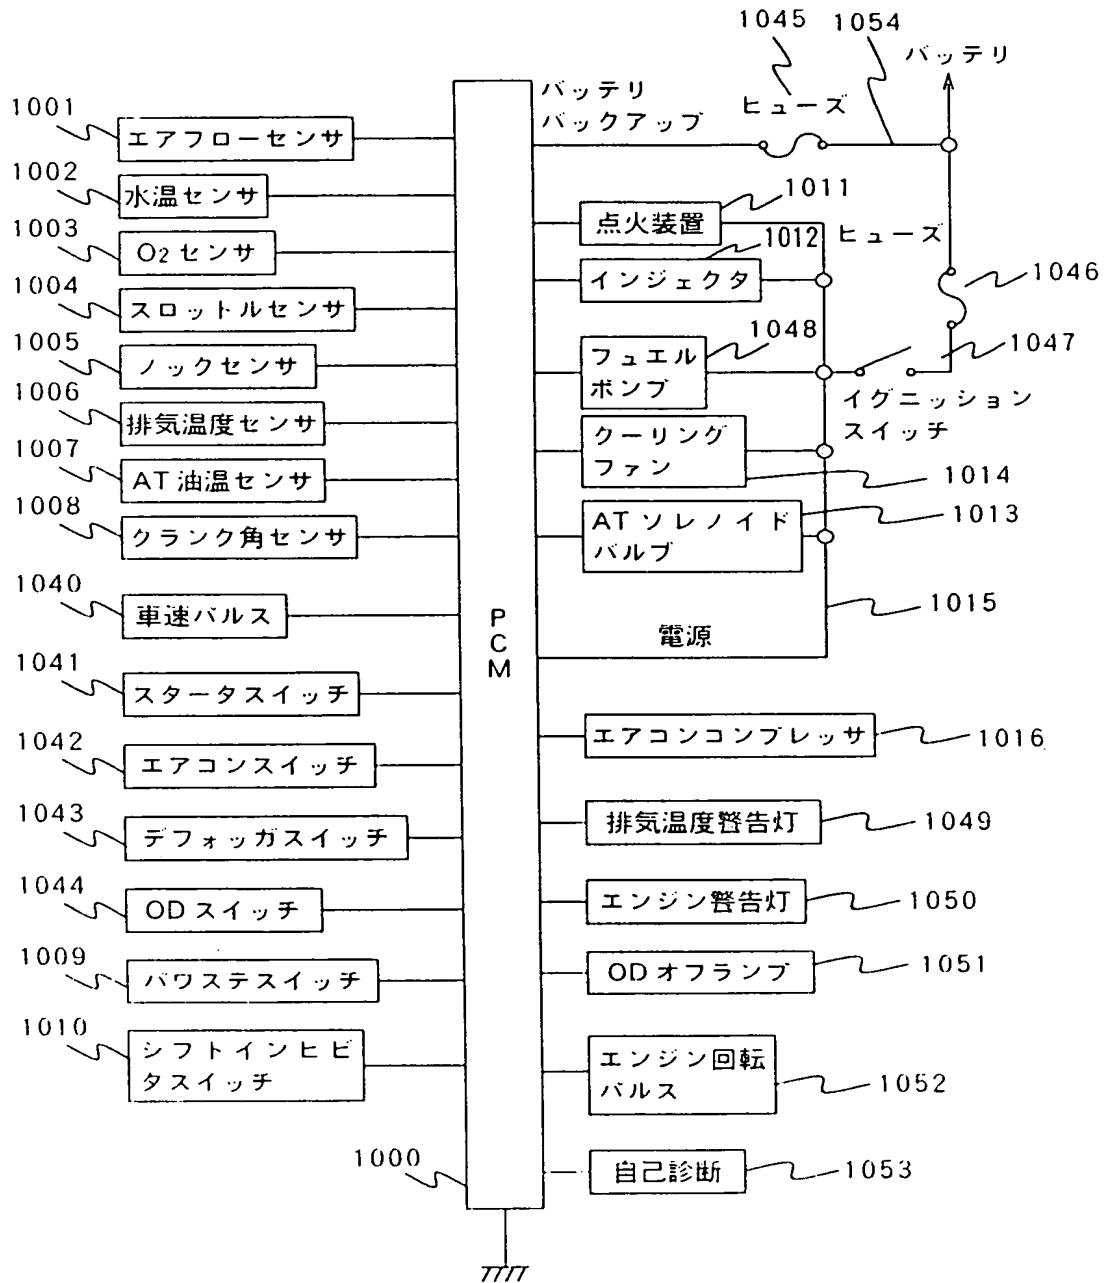 1045 1054
バッテリ
バッテリ
バックアップ
ヒューズ
1001
エアフローセンサ
1002
水温センサ
1003
O2センサ
1004
スロットルセンサ
1005
ノックセンサ
1006
排気温度センサ
1007
AT油温センサ
1008
クランク角センサ
1040
車速パルス
1041
スタータスイッチ
1042
エアコンスイッチ
1043
デフォッガスイッチ
1044
ODスイッチ
1009
パワステスイッチ
1010
シフトインヒビ
タスイッチ
1000
PCM
1011
点火装置
1012
インジェクタ
ヒューズ
1046
1047
1048
フュエル
ポンプ
イグニッション
スイッチ
クーリング
ファン
1014
ATソレノイド
バルブ
1013
1015
電源
エアコンコンプレッサ
1016
排気温度警告灯
1049
エンジン警告灯
1050
ODオフランプ
1051
エンジン回転
パルス
1052
自己診断
1053